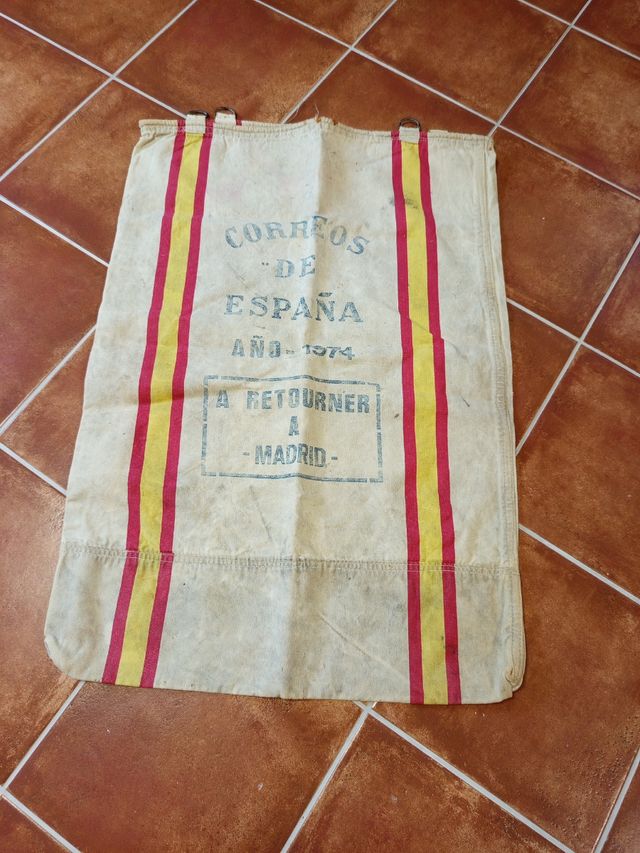 CORREOS
DE
ESPAÑA
AÑO - 1974
A RETOURNER
A
- MADRID -